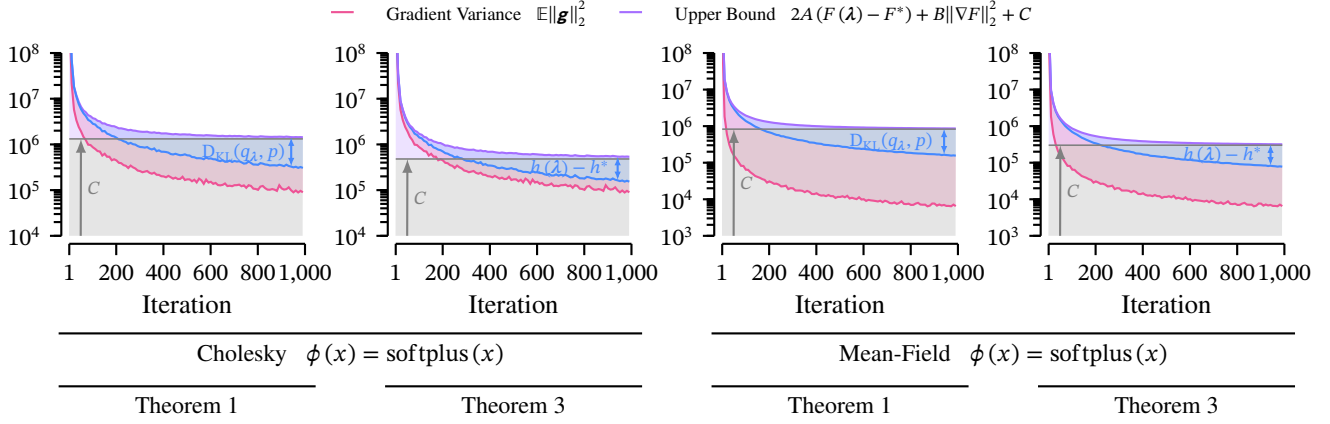 Gradient Variance 𝔼‖𝒈‖₂² Upper Bound 2A(F(𝝀) − F*) + B‖∇F‖₂² + C
10⁸
10⁷
10⁶
10⁵
10⁴
D_KL(q_𝝀, p)
C
1 200 400 600 800 1,000
Iteration
10⁸
10⁷
10⁶
10⁵
10⁴
h(𝝀) − h*
C
1 200 400 600 800 1,000
Iteration
10⁸
10⁷
10⁶
10⁵
10⁴
10³
D_KL(q_𝝀, p)
C
1 200 400 600 800 1,000
Iteration
10⁸
10⁷
10⁶
10⁵
10⁴
10³
h(𝝀) − h*
C
1 200 400 600 800 1,000
Iteration
Cholesky ϕ(x) = softplus(x)
Mean-Field ϕ(x) = softplus(x)
Theorem 1
Theorem 3
Theorem 1
Theorem 3